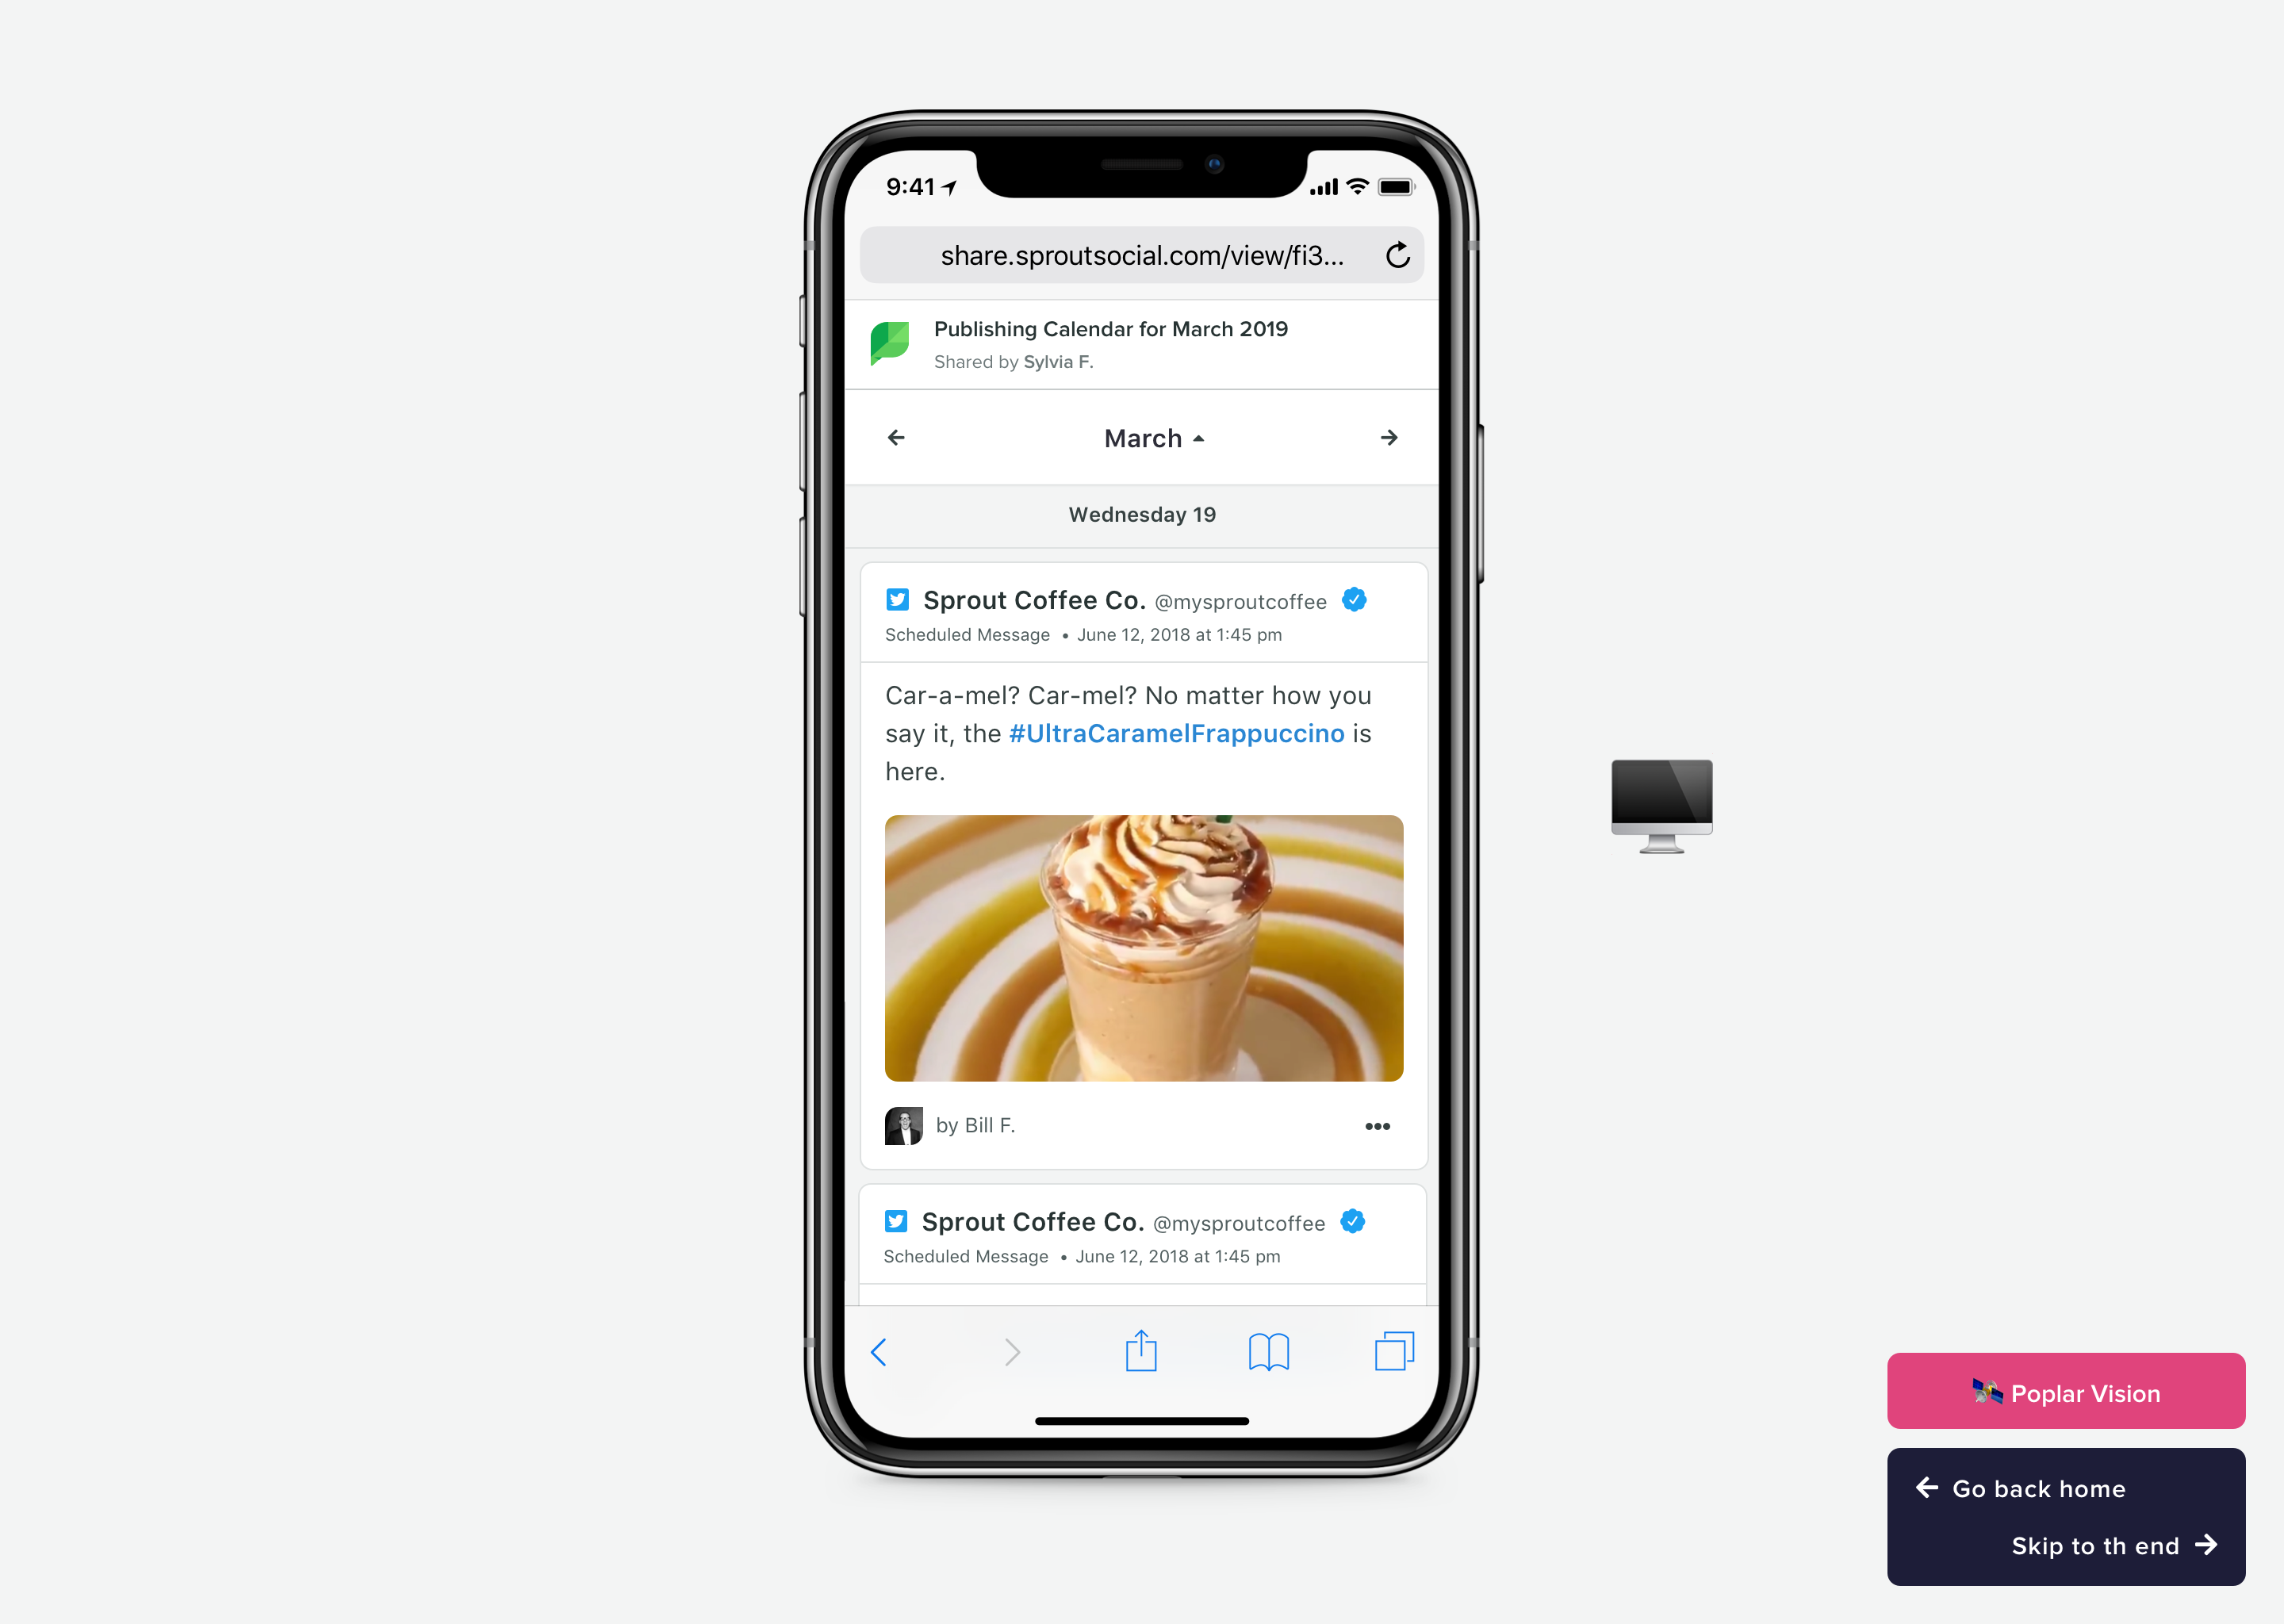 9:41
share.sproutsocial.com/view/fi3...
Publishing Calendar for March 2019
Shared by Sylvia F.
March
Wednesday 19
Sprout Coffee Co. @mysproutcoffee
Scheduled Message • June 12, 2018 at 1:45 pm
Car-a-mel? Car-mel? No matter how you
say it, the #UltraCaramelFrappuccino is
here.
by Bill F.
Sprout Coffee Co. @mysproutcoffee
Scheduled Message • June 12, 2018 at 1:45 pm
Poplar Vision
Go back home
Skip to th end